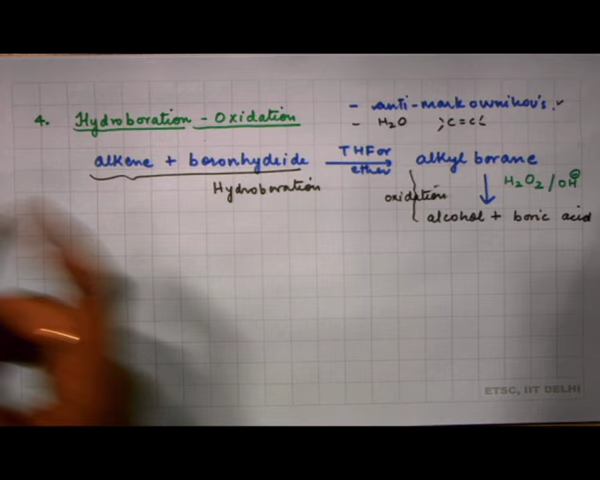 4. Hydroboration - Oxidation
- anti-markownikov's.
- H₂O ;C=C⟨
alkene + boronhydride THF or ether alkyl borane
Hydroboration
oxidation H₂O₂/OH⊖
alcohol + boric acid
ETSC, IIT DELHI